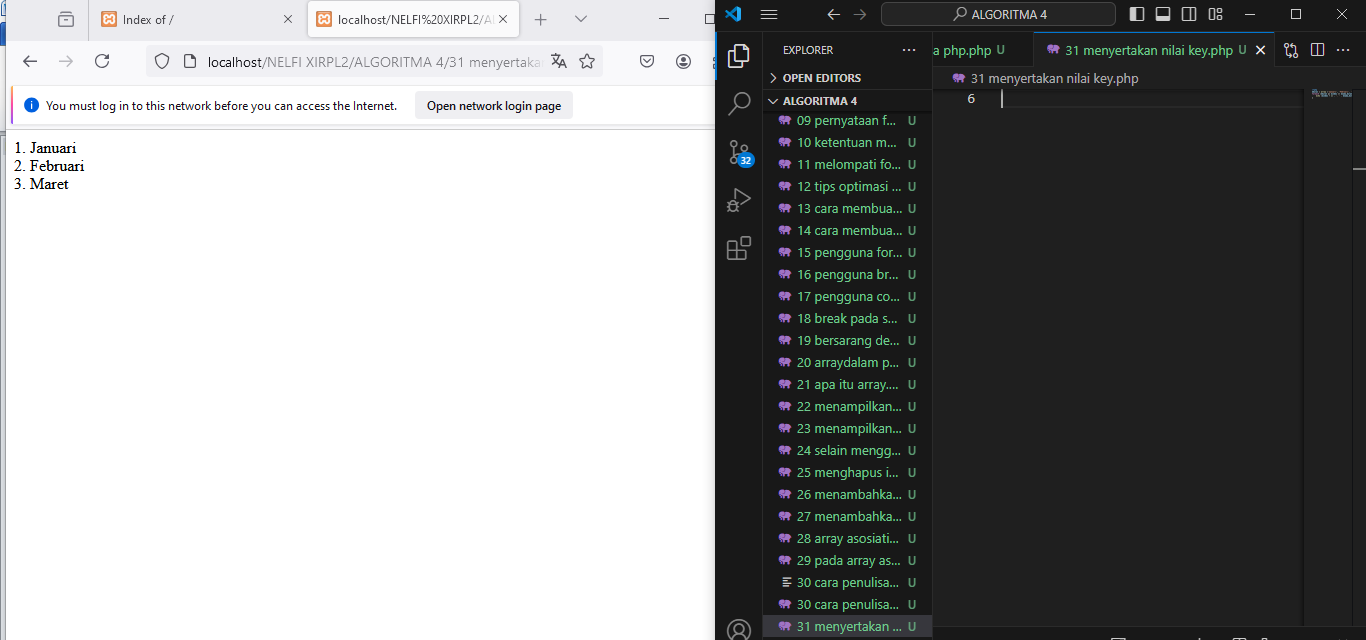 Index of /
localhost/NELFI%20XIRPL2/Al
localhost/NELFI XIRPL2/ALGORITMA 4/31 menyertakan
You must log in to this network before you can access the Internet.
Open network login page
1. Januari
2. Februari
3. Maret
ALGORITMA 4
EXPLORER
a php.php U
31 menyertakan nilai key.php U
OPEN EDITORS
31 menyertakan nilai key.php
ALGORITMA 4
6
32
09 pernyataan f... U
10 ketentuan m... U
11 melompati fo... U
12 tips optimasi ... U
13 cara membua... U
14 cara membua... U
15 pengguna for... U
16 pengguna br... U
17 pengguna co... U
18 break pada s... U
19 bersarang de... U
20 arraydalam p... U
21 apa itu array.... U
22 menampilkan... U
23 menampilkan... U
24 selain mengg... U
25 menghapus i... U
26 menambahka... U
27 menambahka... U
28 array asosiati... U
29 pada array as... U
30 cara penulisa... U
30 cara penulisa... U
31 menyertakan ... U